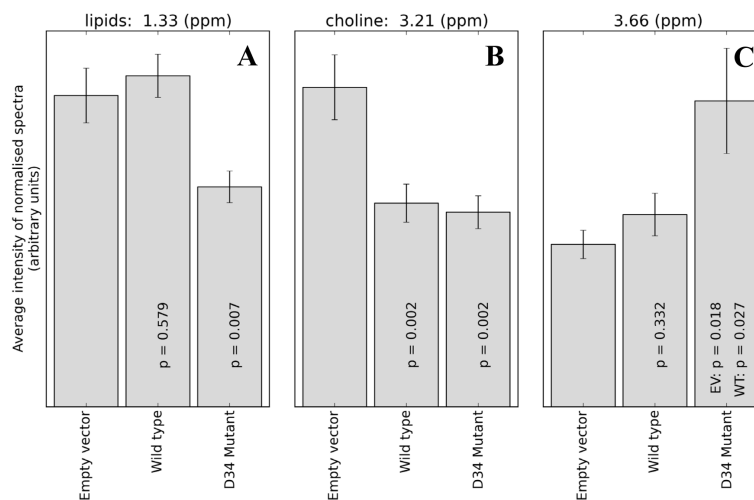 lipids: 1.33 (ppm)
choline: 3.21 (ppm)
3.66 (ppm)
A
B
C
Average intensity of normalised spectra
(arbitrary units)
p = 0.579
p = 0.007
p = 0.002
p = 0.002
p = 0.332
EV: p = 0.018
WT: p = 0.027
Empty vector
Wild type
D34 Mutant
Empty vector
Wild type
D34 Mutant
Empty vector
Wild type
D34 Mutant